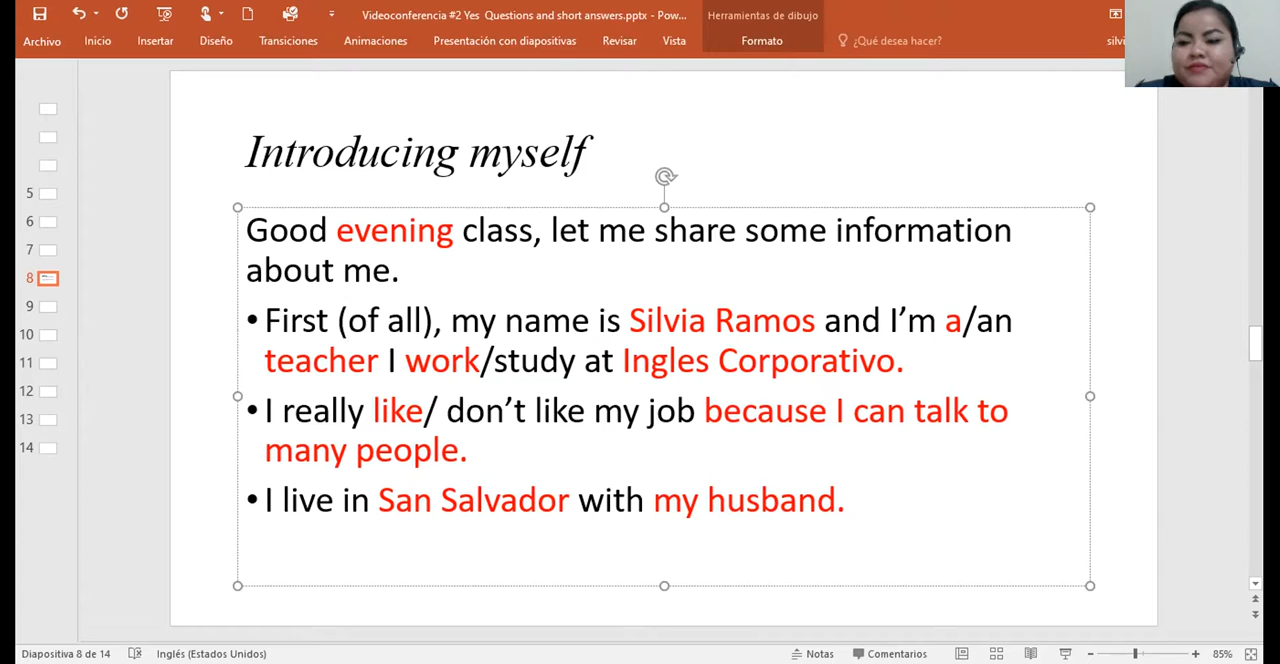 Videoconferencia #2 Yes Questions and short answers.pptx - Pow...
Herramientas de dibujo
Archivo
Inicio
Insertar
Diseño
Transiciones
Animaciones
Presentación con diapositivas
Revisar
Vista
Formato
¿Qué desea hacer?
silvi
Introducing myself
Good evening class, let me share some information
about me.
•First (of all), my name is Silvia Ramos and I’m a/an
teacher I work/study at Ingles Corporativo.
•I really like/ don’t like my job because I can talk to
many people.
•I live in San Salvador with my husband.
5
6
7
8
9
10
11
12
13
14
Diapositiva 8 de 14
Inglés (Estados Unidos)
Notas
Comentarios
85%